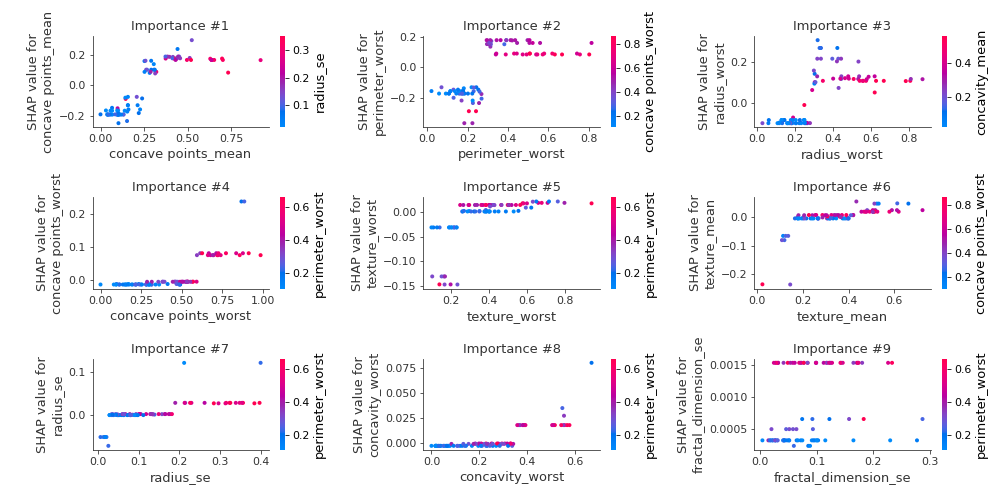 Importance #1
SHAP value for
concave points_mean
0.2
0.0
−0.2
0.00
0.25
0.50
0.75
concave points_mean
0.3
0.2
0.1
radius_se
Importance #2
SHAP value for
perimeter_worst
0.2
0.0
−0.2
0.0
0.2
0.4
0.6
0.8
perimeter_worst
0.8
0.6
0.4
0.2
concave points_worst
Importance #3
SHAP value for
radius_worst
0.2
0.0
0.0
0.2
0.4
0.6
0.8
radius_worst
0.4
0.2
concavity_mean
Importance #4
SHAP value for
concave points_worst
0.2
0.1
0.0
0.00
0.25
0.50
0.75
1.00
concave points_worst
0.6
0.4
0.2
perimeter_worst
Importance #5
SHAP value for
texture_worst
0.00
−0.05
−0.10
−0.15
0.2
0.4
0.6
0.8
texture_worst
0.6
0.4
0.2
perimeter_worst
Importance #6
SHAP value for
texture_mean
0.0
−0.1
−0.2
0.0
0.2
0.4
0.6
texture_mean
0.8
0.6
0.4
0.2
concave points_worst
Importance #7
SHAP value for
radius_se
0.1
0.0
0.0
0.1
0.2
0.3
0.4
radius_se
0.6
0.4
0.2
perimeter_worst
Importance #8
SHAP value for
concavity_worst
0.075
0.050
0.025
0.000
0.0
0.2
0.4
0.6
concavity_worst
0.6
0.4
0.2
perimeter_worst
Importance #9
SHAP value for
fractal_dimension_se
0.0015
0.0010
0.0005
0.0
0.1
0.2
0.3
fractal_dimension_se
0.6
0.4
0.2
perimeter_worst